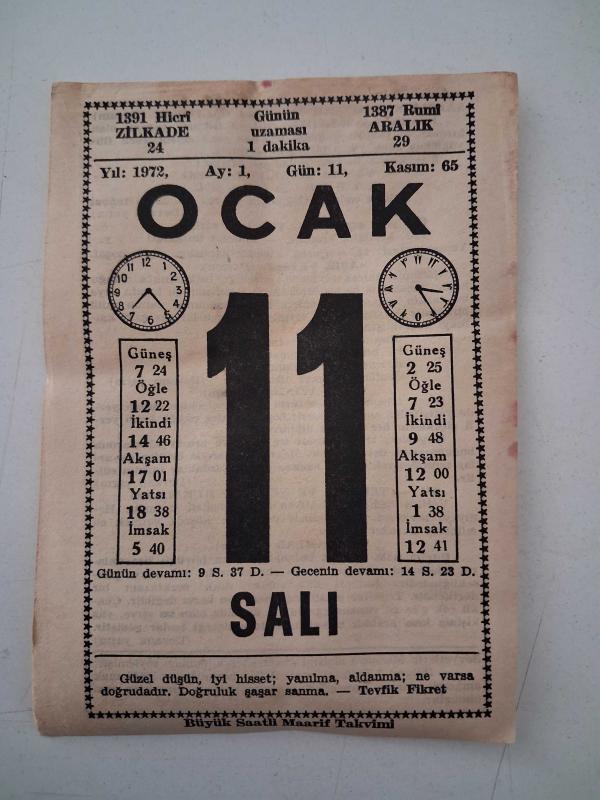 1391 Hicrî
ZİLKADE
24
Günün
uzaması
1 dakika
1387 Rumî
ARALIK
29
Yıl: 1972, Ay: 1, Gün: 11, Kasım: 65
OCAK
11
Güneş
7 24
Öğle
12 22
İkindi
14 46
Akşam
17 01
Yatsı
18 38
İmsak
5 40
Güneş
2 25
Öğle
7 23
İkindi
9 48
Akşam
12 00
Yatsı
1 38
İmsak
12 41
Günün devamı: 9 S. 37 D. — Gecenin devamı: 14 S. 23 D.
SALI
Güzel düşün, iyi hisset; yanılma, aldanma; ne varsa
doğrudadır. Doğruluk şaşar sanma. — Tevfik Fikret
Büyük Saatli Maarif Takvimi